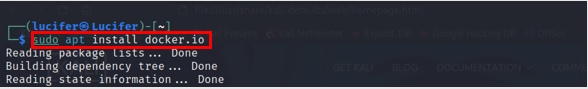 ┌──(lucifer㉿Lucifer)-[~]
└─$ sudo apt install docker.io
Reading package lists... Done
Building dependency tree... Done
Reading state information... Done